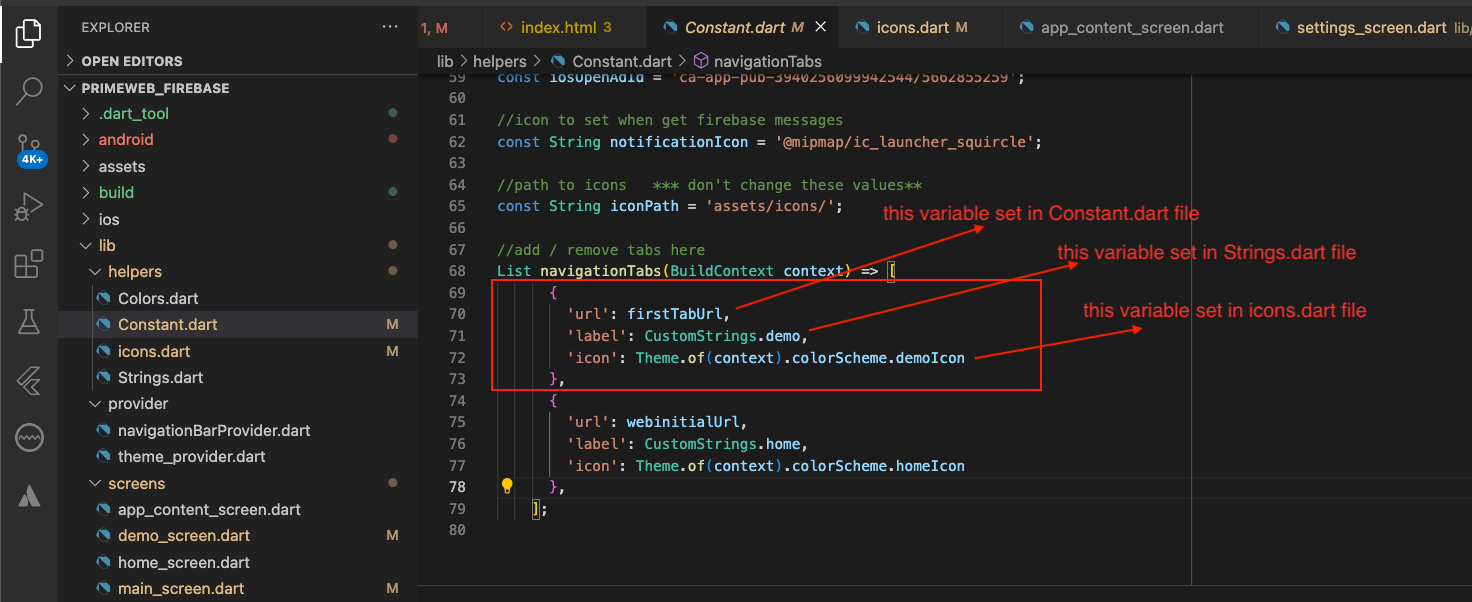 EXPLORER
···
OPEN EDITORS
PRIMEWEB_FIREBASE
.dart_tool
android
assets
build
ios
lib
helpers
Colors.dart
Constant.dart M
icons.dart M
Strings.dart
provider
navigationBarProvider.dart
theme_provider.dart
screens
app_content_screen.dart
demo_screen.dart M
home_screen.dart
main_screen.dart M
4K+
1, M
<> index.html 3
Constant.dart M
icons.dart M
app_content_screen.dart
settings_screen.dart lib/
lib > helpers > Constant.dart > navigationTabs
59 const iosOpenAdId = 'ca-app-pub-3940256099942544/5662855259';
60
61 //icon to set when get firebase messages
62 const String notificationIcon = '@mipmap/ic_launcher_squircle';
63
64 //path to icons   *** don't change these values**
65 const String iconPath = 'assets/icons/';
66
67 //add / remove tabs here
68 List navigationTabs(BuildContext context) => [
69 {
70 'url': firstTabUrl,
71 'label': CustomStrings.demo,
72 'icon': Theme.of(context).colorScheme.demoIcon
73 },
74 {
75 'url': webinitialUrl,
76 'label': CustomStrings.home,
77 'icon': Theme.of(context).colorScheme.homeIcon
78 },
79 ];
80
this variable set in Constant.dart file
this variable set in Strings.dart file
this variable set in icons.dart file